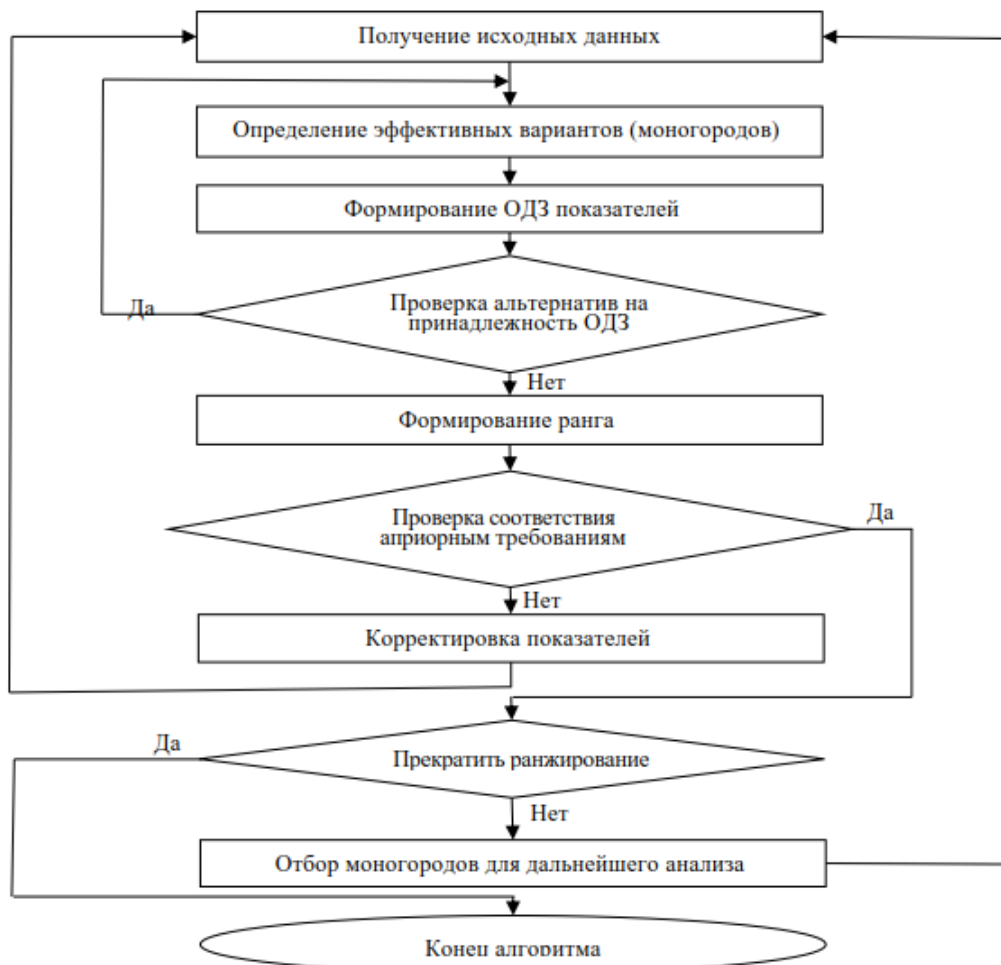 Получение исходных данных
Определение эффективных вариантов (моногородов)
Формирование ОДЗ показателей
Да
Проверка альтернатив на
принадлежность ОДЗ
Нет
Формирование ранга
Проверка соответствия
априорным требованиям
Да
Нет
Корректировка показателей
Да
Прекратить ранжирование
Нет
Отбор моногородов для дальнейшего анализа
Конец алгоритма